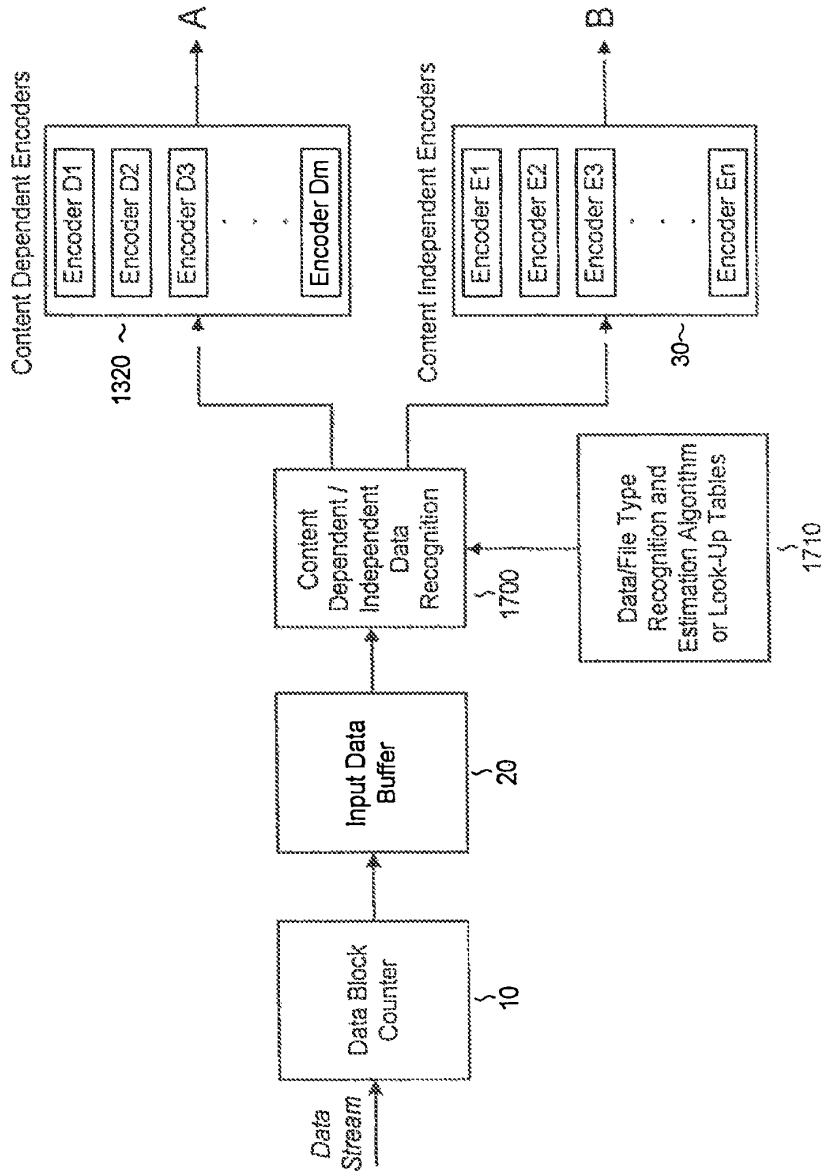 Data
Stream
Data Block
Counter
10
Input Data
Buffer
20
Content
Dependent /
Independent
Data
Recognition
1700
Data/File Type
Recognition and
Estimation Algorithm
or Look-Up Tables
1710
Content Dependent Encoders
Encoder D1
Encoder D2
Encoder D3
Encoder Dm
1320
A
Content Independent Encoders
Encoder E1
Encoder E2
Encoder E3
Encoder En
30
B